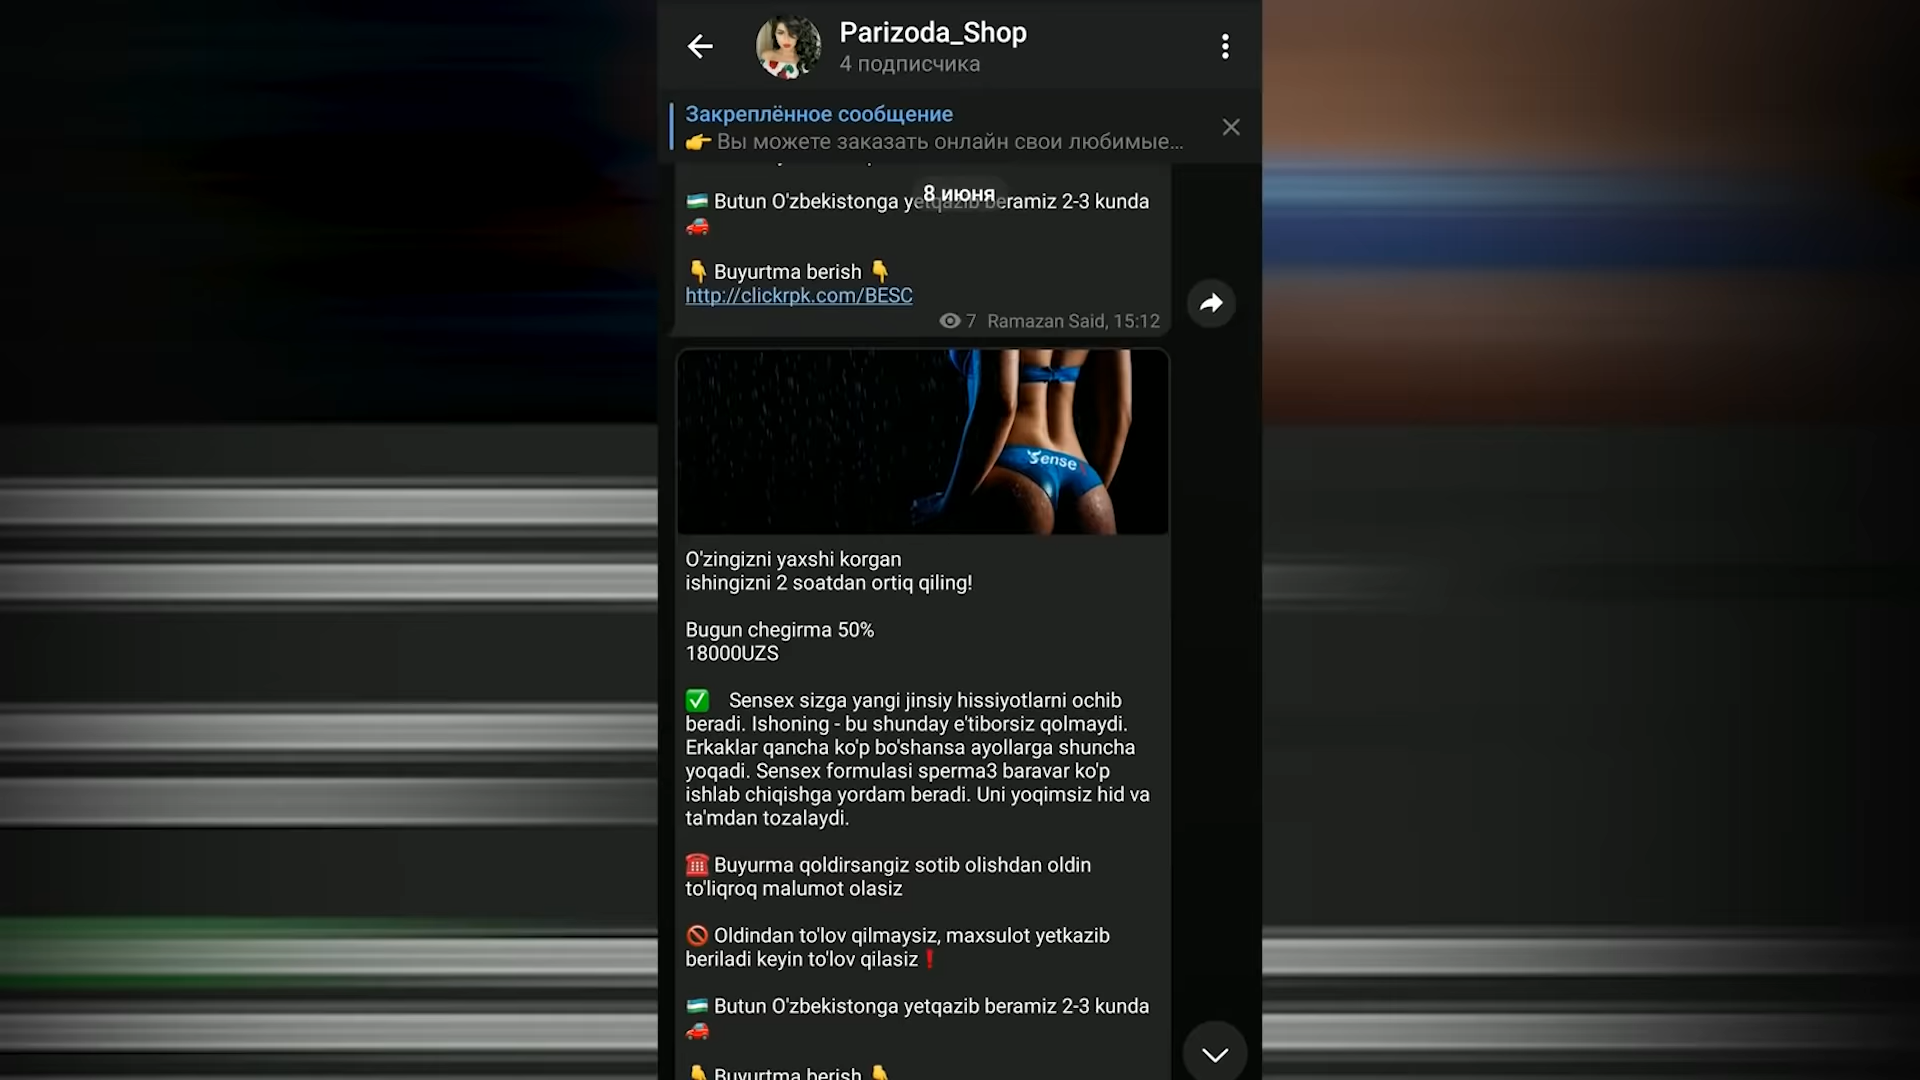 Parizoda_Shop
4 подписчика
Закреплённое сообщение
👉 Вы можете заказать онлайн свои любимые...
8 июня
🇺🇿 Butun O'zbekistonga yetqazib beramiz 2-3 kunda
🚗
👇 Buyurtma berish 👇
http://clickrpk.com/BESC
7 Ramazan Said, 15:12
Sensex
O'zingizni yaxshi korgan
ishingizni 2 soatdan ortiq qiling!
Bugun chegirma 50%
18000UZS
✅ Sensex sizga yangi jinsiy hissiyotlarni ochib
beradi. Ishoning - bu shunday e'tiborsiz qolmaydi.
Erkaklar qancha ko'p bo'shansa ayollarga shuncha
yoqadi. Sensex formulasi sperma3 baravar ko'p
ishlab chiqishga yordam beradi. Uni yoqimsiz hid va
ta'mdan tozalaydi.
☎️ Buyurma qoldirsangiz sotib olishdan oldin
to'liqroq malumot olasiz
🚫 Oldindan to'lov qilmaysiz, maxsulot yetkazib
beriladi keyin to'lov qilasiz❗
🇺🇿 Butun O'zbekistonga yetqazib beramiz 2-3 kunda
🚗
👇 Buyurtma berish 👇